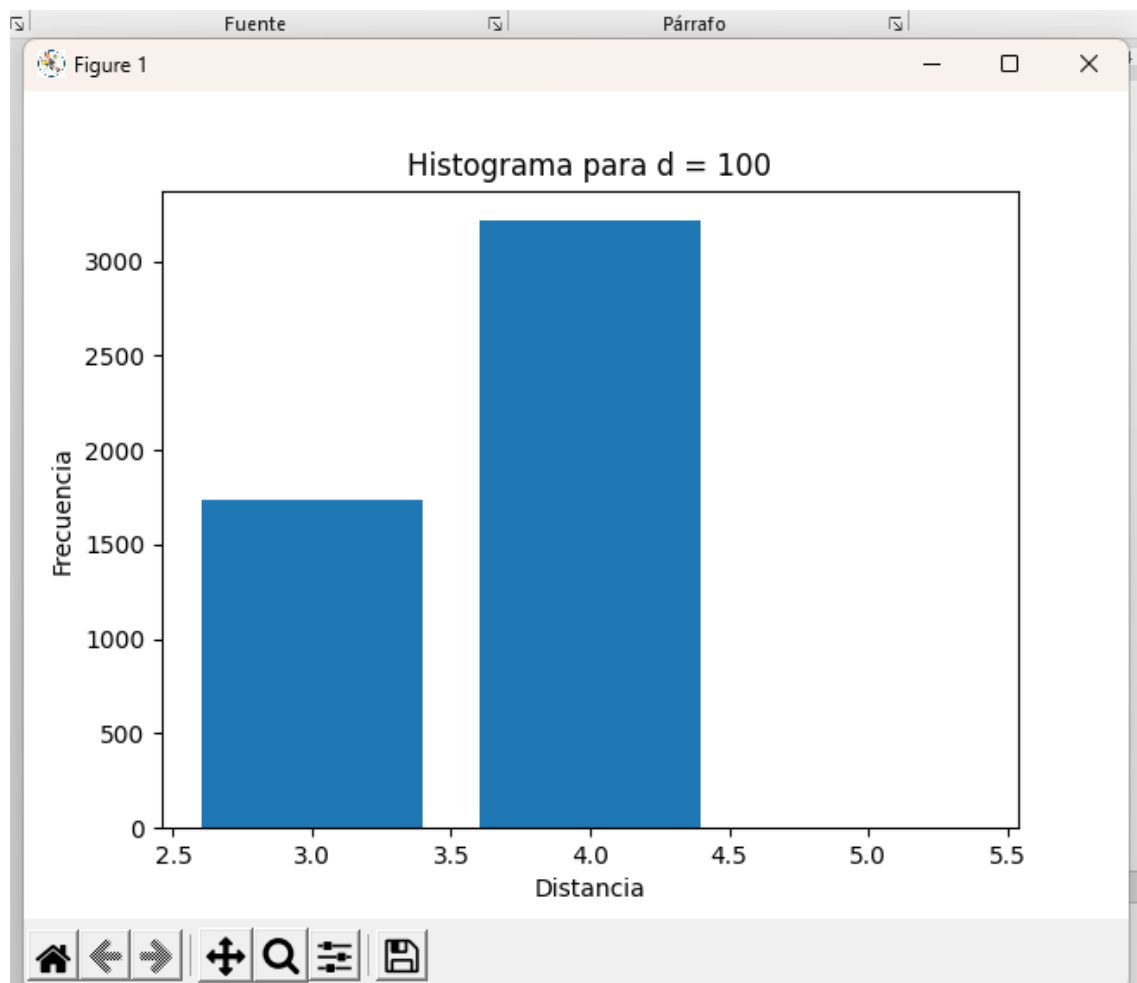 Fuente
Párrafo
Figure 1
Histograma para d = 100
3000
2500
2000
1500
1000
500
0
Frecuencia
2.5 3.0 3.5 4.0 4.5 5.0 5.5
Distancia